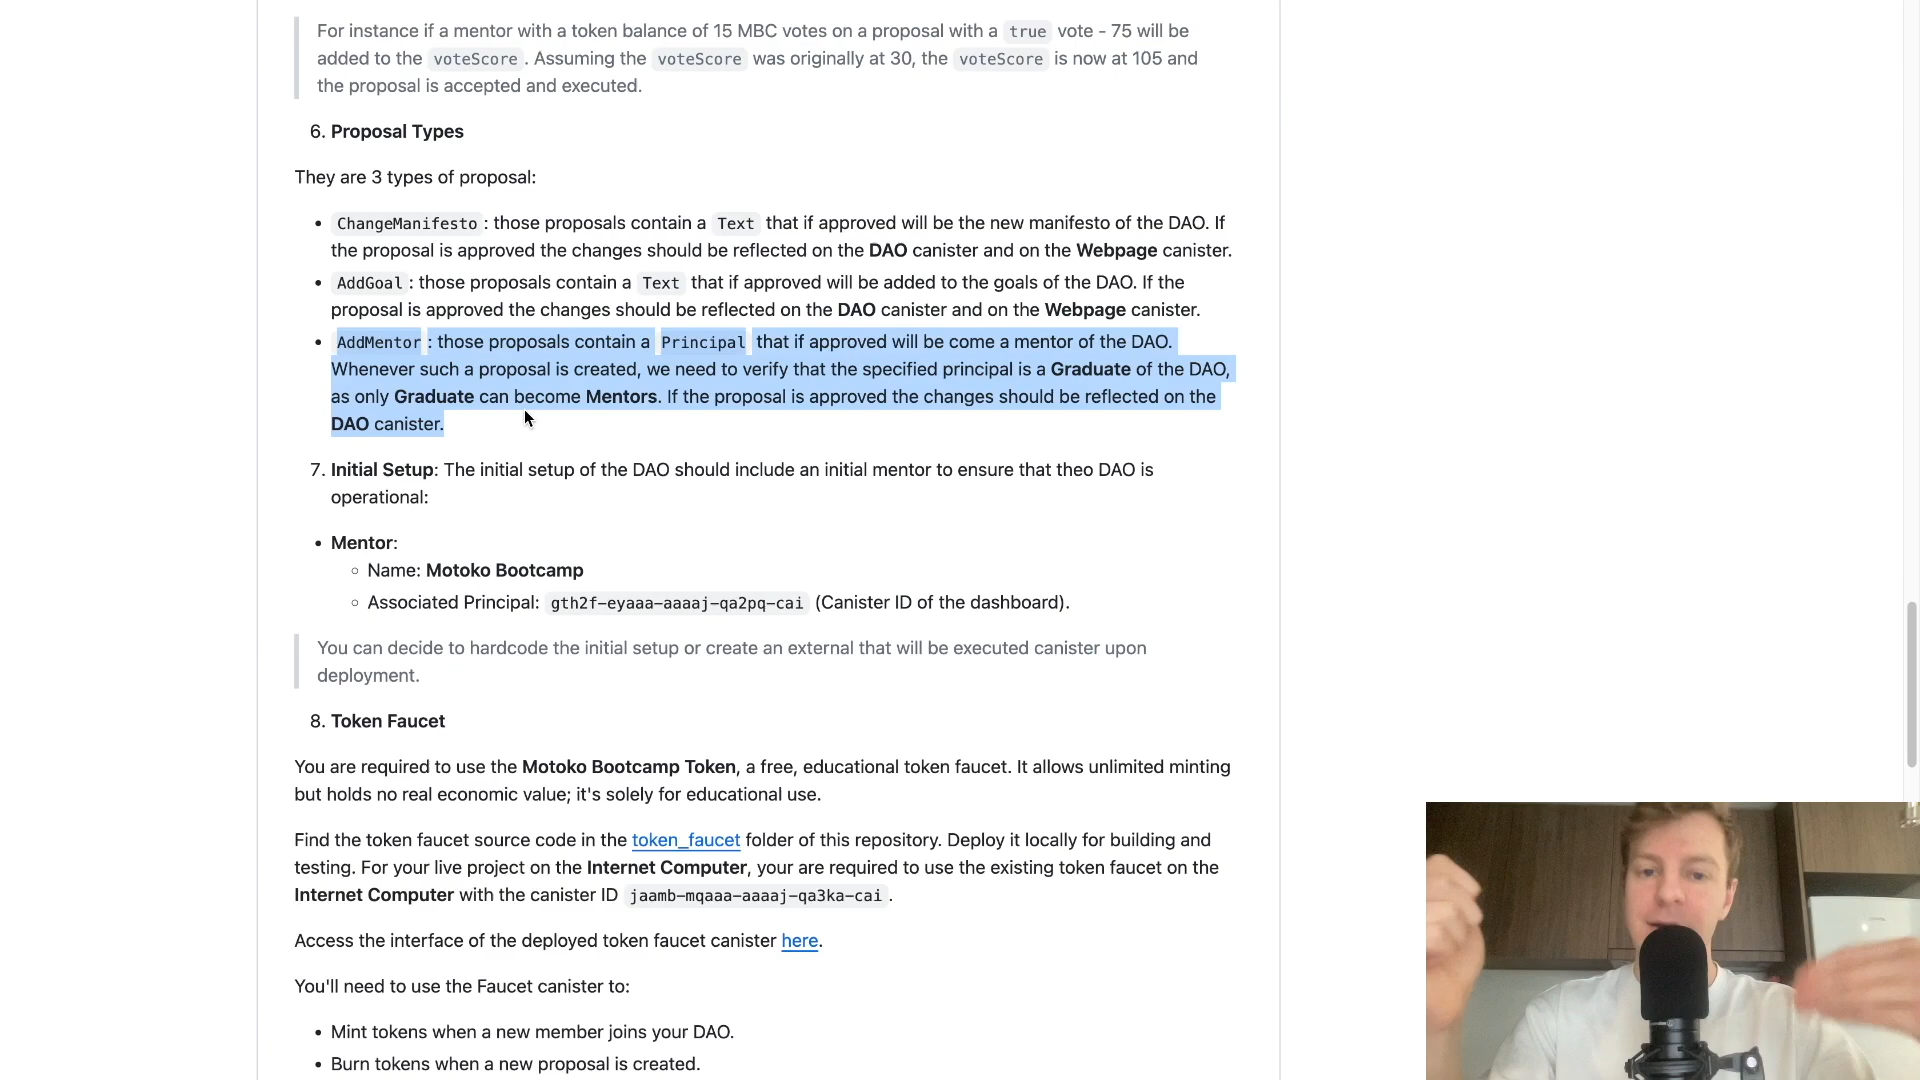 For instance if a mentor with a token balance of 15 MBC votes on a proposal with a true vote - 75 will be
added to the voteScore. Assuming the voteScore was originally at 30, the voteScore is now at 105 and
the proposal is accepted and executed.
6. Proposal Types
They are 3 types of proposal:
• ChangeManifesto: those proposals contain a Text that if approved will be the new manifesto of the DAO. If
the proposal is approved the changes should be reflected on the DAO canister and on the Webpage canister.
• AddGoal: those proposals contain a Text that if approved will be added to the goals of the DAO. If the
proposal is approved the changes should be reflected on the DAO canister and on the Webpage canister.
• AddMentor: those proposals contain a Principal that if approved will be come a mentor of the DAO.
Whenever such a proposal is created, we need to verify that the specified principal is a Graduate of the DAO,
as only Graduate can become Mentors. If the proposal is approved the changes should be reflected on the
DAO canister.
7. Initial Setup: The initial setup of the DAO should include an initial mentor to ensure that theo DAO is
operational:
• Mentor:
◦ Name: Motoko Bootcamp
◦ Associated Principal: gth2f-eyaaa-aaaaj-qa2pq-cai (Canister ID of the dashboard).
You can decide to hardcode the initial setup or create an external that will be executed canister upon
deployment.
8. Token Faucet
You are required to use the Motoko Bootcamp Token, a free, educational token faucet. It allows unlimited minting
but holds no real economic value; it's solely for educational use.
Find the token faucet source code in the token_faucet folder of this repository. Deploy it locally for building and
testing. For your live project on the Internet Computer, your are required to use the existing token faucet on the
Internet Computer with the canister ID jaamb-mqaaa-aaaaj-qa3ka-cai.
Access the interface of the deployed token faucet canister here.
You'll need to use the Faucet canister to:
• Mint tokens when a new member joins your DAO.
• Burn tokens when a new proposal is created.